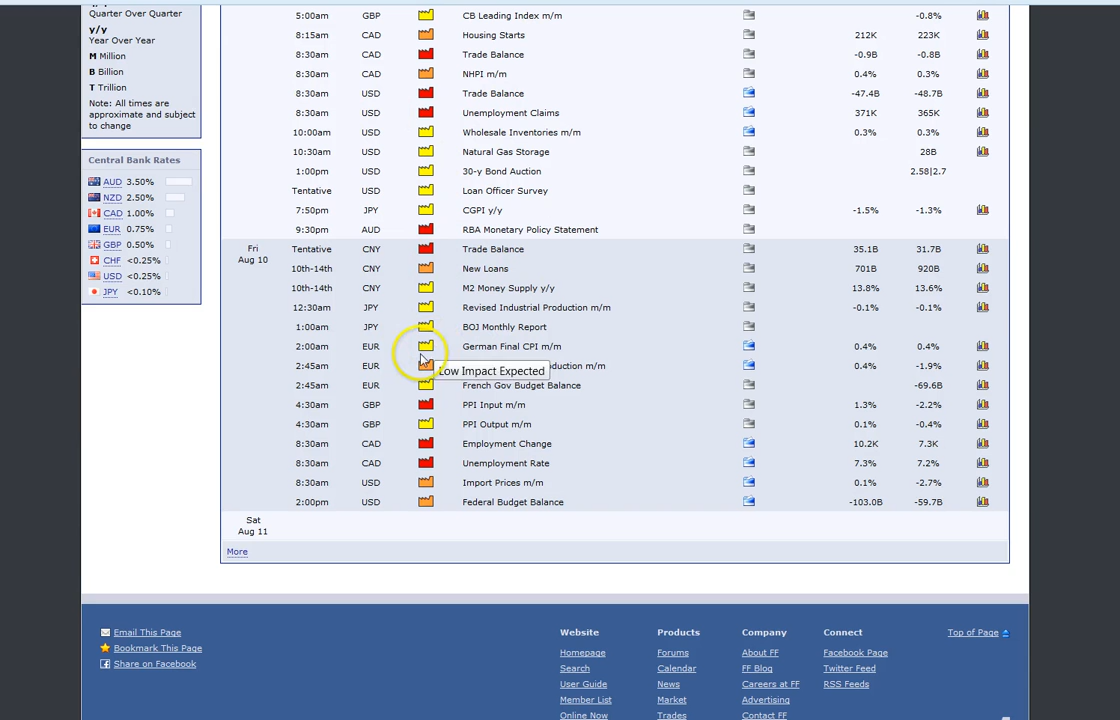 Quarter Over Quarter
y/y
Year Over Year
M Million
B Billion
T Trillion
Note: All times are
approximate and subject
to change
Central Bank Rates
AUD 3.50%
NZD 2.50%
CAD 1.00%
EUR 0.75%
GBP 0.50%
CHF <0.25%
USD <0.25%
JPY <0.10%
5:00am GBP CB Leading Index m/m -0.8%
8:15am CAD Housing Starts 212K 223K
8:30am CAD Trade Balance -0.9B -0.8B
8:30am CAD NHPI m/m 0.4% 0.3%
8:30am USD Trade Balance -47.4B -48.7B
8:30am USD Unemployment Claims 371K 365K
10:00am USD Wholesale Inventories m/m 0.3% 0.3%
10:30am USD Natural Gas Storage 28B
1:00pm USD 30-y Bond Auction 2.58|2.7
Tentative USD Loan Officer Survey
7:50pm JPY CGPI y/y -1.5% -1.3%
9:30pm AUD RBA Monetary Policy Statement
Fri
Aug 10
Tentative CNY Trade Balance 35.1B 31.7B
10th-14th CNY New Loans 701B 920B
10th-14th CNY M2 Money Supply y/y 13.8% 13.6%
12:30am JPY Revised Industrial Production m/m -0.1% -0.1%
1:00am JPY BOJ Monthly Report
2:00am EUR German Final CPI m/m 0.4% 0.4%
2:45am EUR duction m/m 0.4% -1.9%
Low Impact Expected
2:45am EUR French Gov Budget Balance -69.6B
4:30am GBP PPI Input m/m 1.3% -2.2%
4:30am GBP PPI Output m/m 0.1% -0.4%
8:30am CAD Employment Change 10.2K 7.3K
8:30am CAD Unemployment Rate 7.3% 7.2%
8:30am USD Import Prices m/m 0.1% -2.7%
2:00pm USD Federal Budget Balance -103.0B -59.7B
Sat
Aug 11
More
Email This Page
Bookmark This Page
Share on Facebook
Website
Homepage
Search
User Guide
Member List
Online Now
Products
Forums
Calendar
News
Market
Trades
Company
About FF
FF Blog
Careers at FF
Advertising
Contact FF
Connect
Facebook Page
Twitter Feed
RSS Feeds
Top of Page